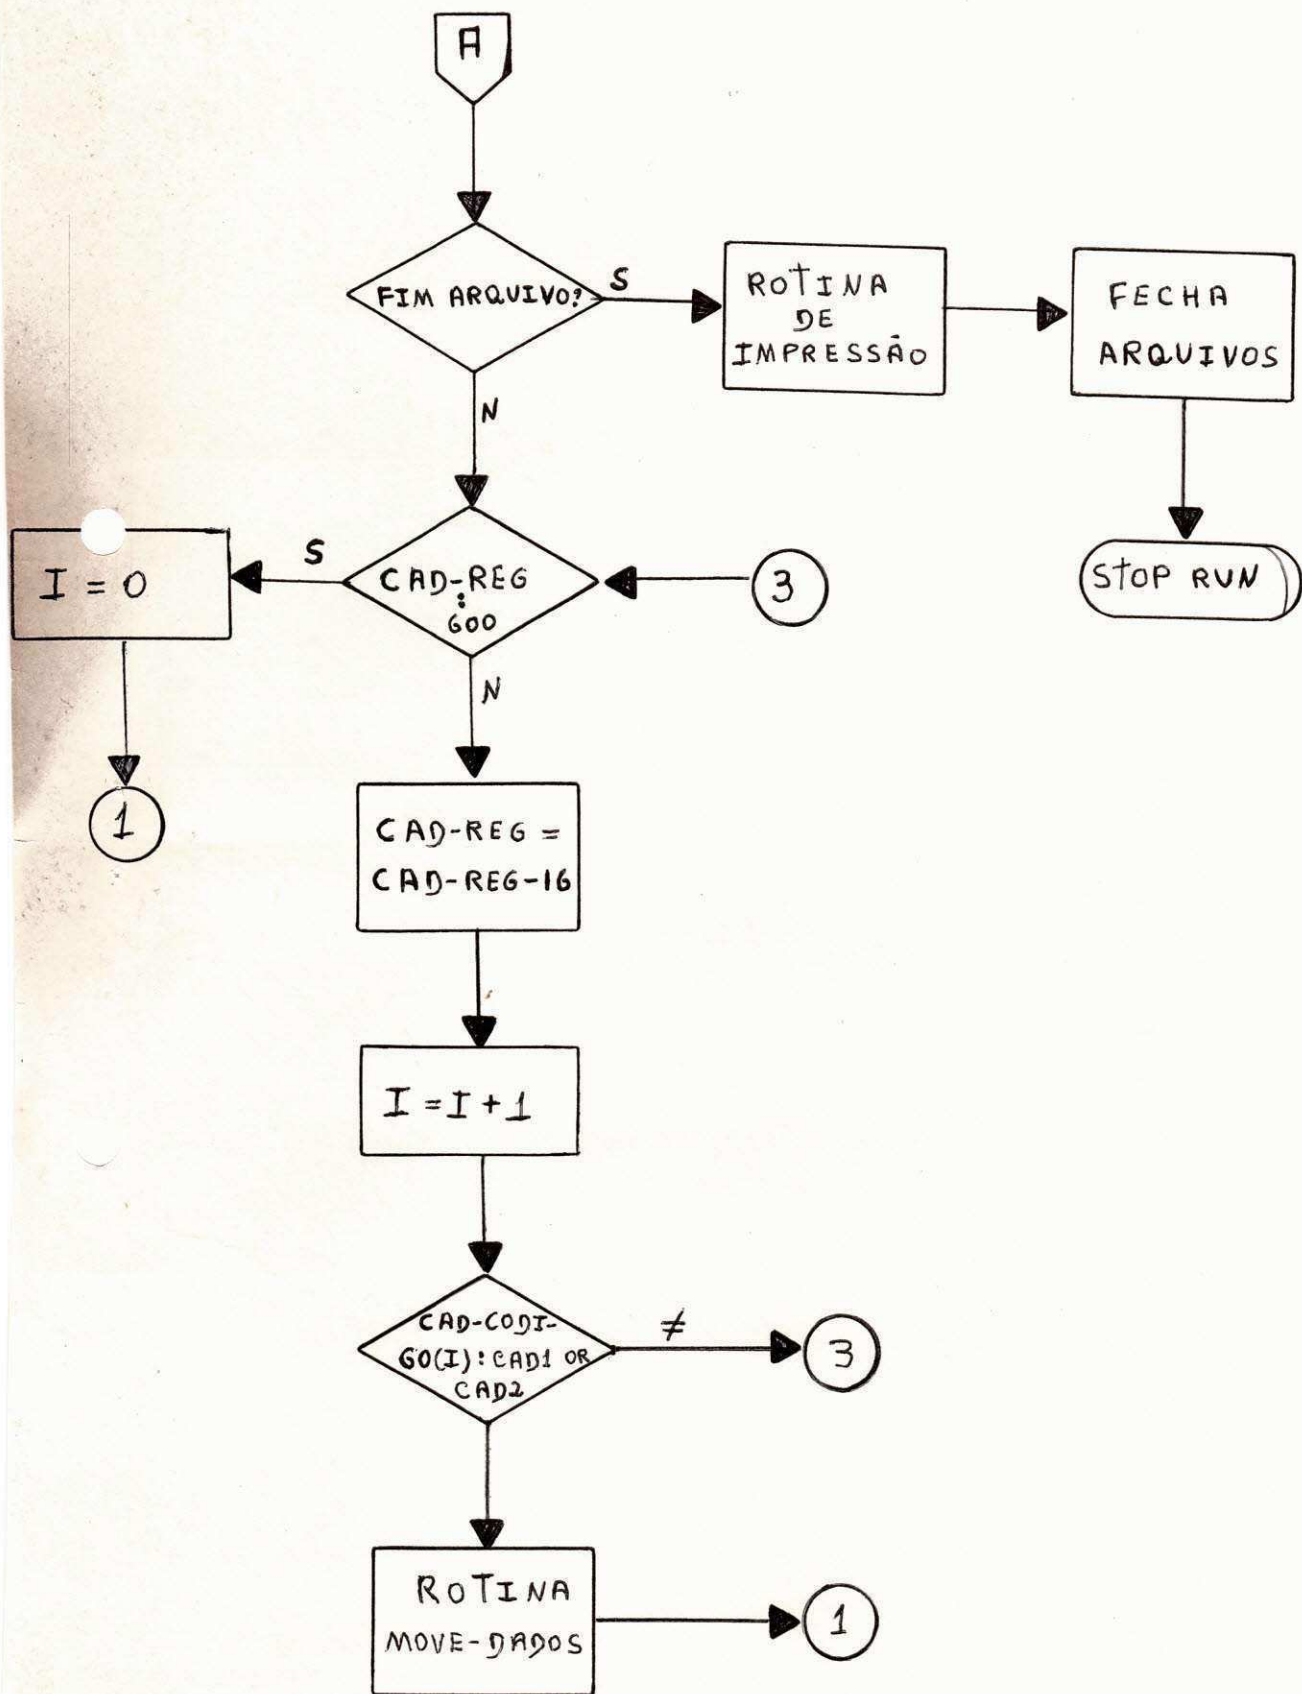 A
FIM ARQUIVO?
S
ROTINA
DE
IMPRESSÃO
FECHA
ARQUIVOS
STOP RUN
N
CAD-REG
:
600
S
I = 0
1
3
N
CAD-REG =
CAD-REG-16
I = I + 1
CAD-CODI-
GO(I): CAD1 OR
CAD2
≠
3
ROTINA
MOVE-DADOS
1